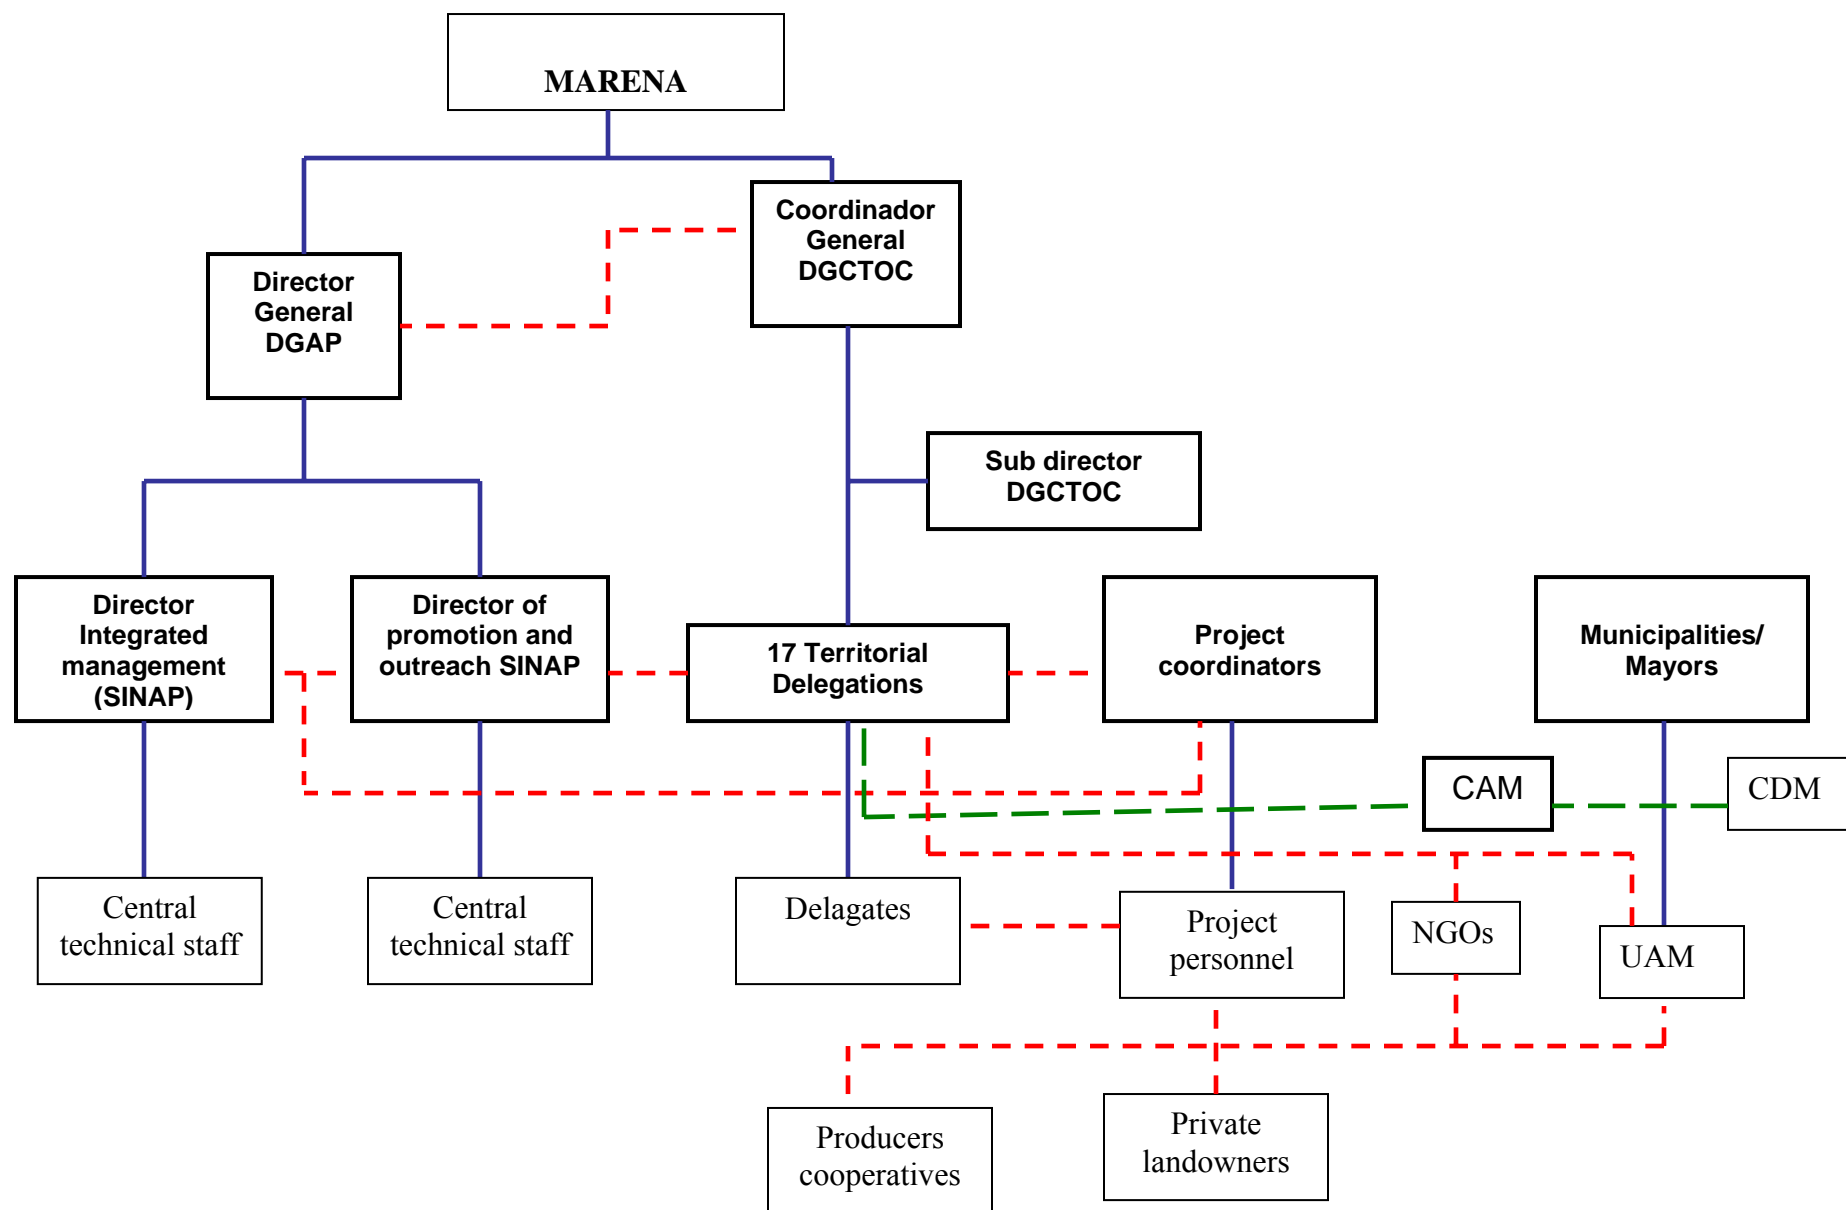 MARENA
Coordinador
General
DGCTOC
Director
General
DGAP
Sub director
DGCTOC
Director
Integrated
management
(SINAP)
Director of
promotion and
outreach SINAP
17 Territorial
Delegations
Project
coordinators
Municipalities/
Mayors
CAM
CDM
Central
technical staff
Central
technical staff
Delagates
Project
personnel
NGOs
UAM
Producers
cooperatives
Private
landowners